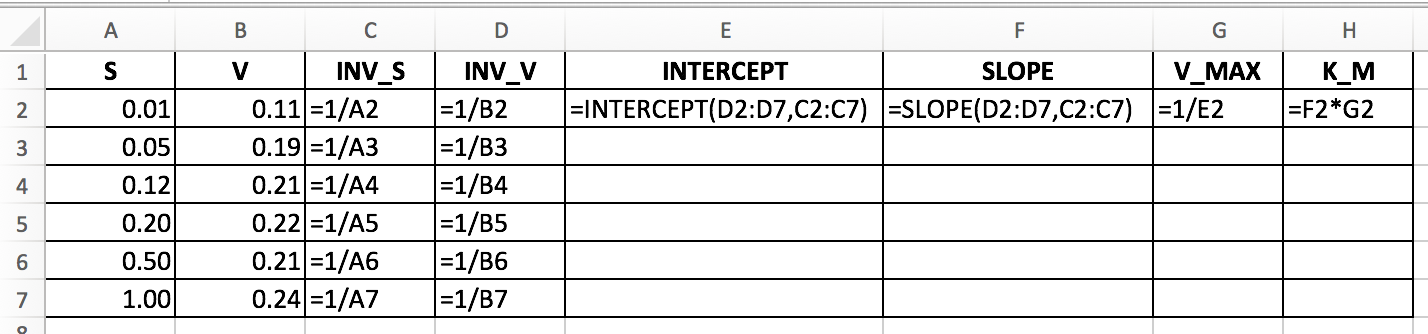 A B C D E F G H
1 S V INV_S INV_V INTERCEPT SLOPE V_MAX K_M
2 0.01 0.11 =1/A2 =1/B2 =INTERCEPT(D2:D7,C2:C7) =SLOPE(D2:D7,C2:C7) =1/E2 =F2*G2
3 0.05 0.19 =1/A3 =1/B3
4 0.12 0.21 =1/A4 =1/B4
5 0.20 0.22 =1/A5 =1/B5
6 0.50 0.21 =1/A6 =1/B6
7 1.00 0.24 =1/A7 =1/B7
8